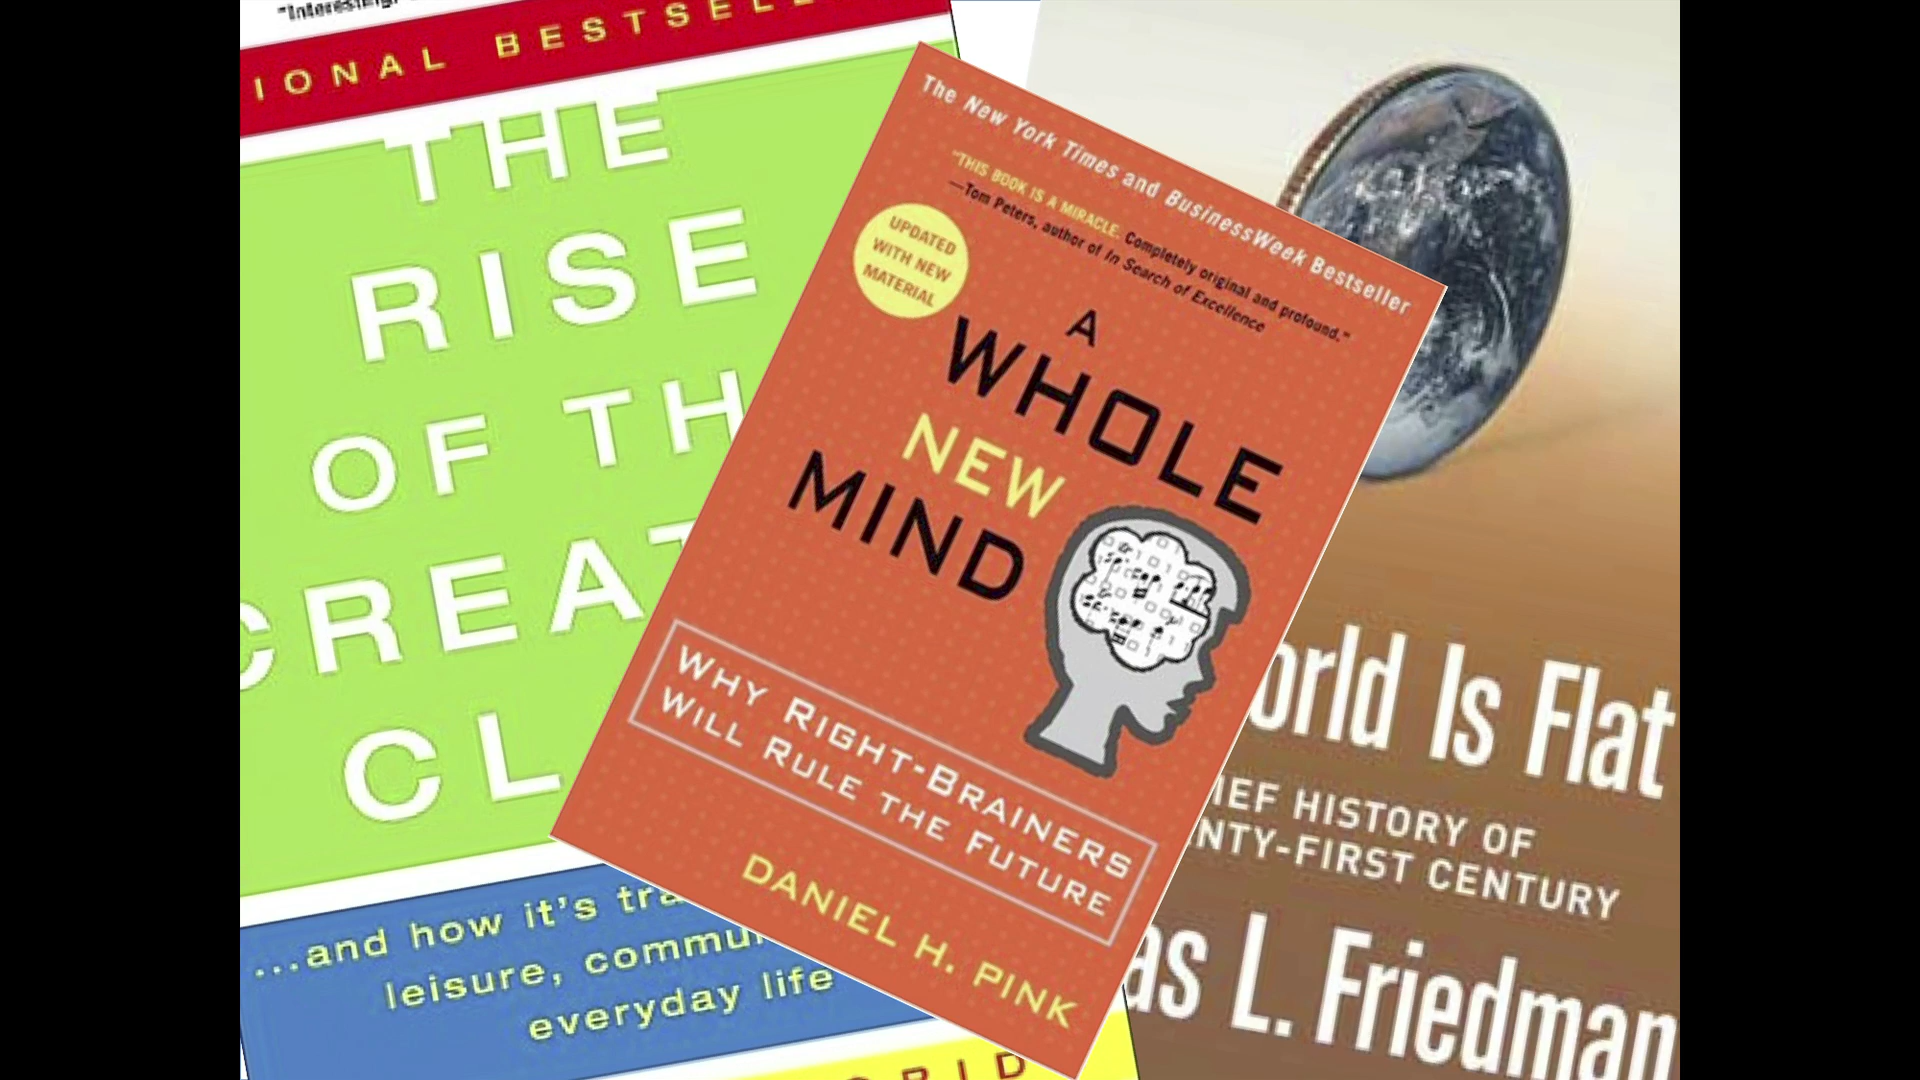 "Interesting!
IONAL BESTSELL
THE
RISE
OF TH
CREAT
CL
...and how it's tra
leisure, commu
everyday life
RID
The New York Times and BusinessWeek Bestseller
"THIS BOOK IS A MIRACLE. Completely original and profound."
—Tom Peters, author of In Search of Excellence
UPDATED
WITH NEW
MATERIAL
A
WHOLE
NEW
MIND
WHY RIGHT-BRAINERS
WILL RULE THE FUTURE
DANIEL H. PINK
orld Is Flat
IEF HISTORY OF
NTY-FIRST CENTURY
as L. Friedman